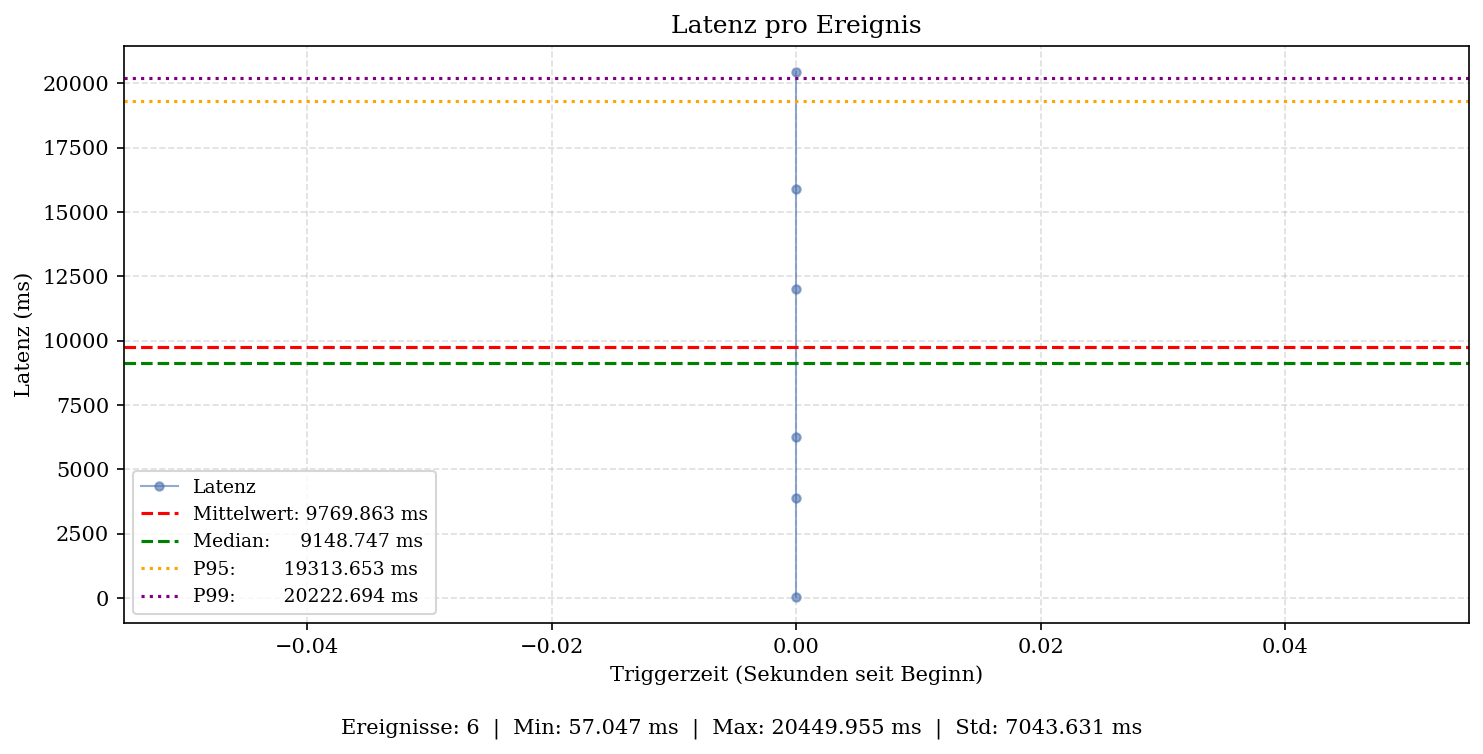 Latenz pro Ereignis
Latenz (ms)
20000
17500
15000
12500
10000
7500
5000
2500
0
Latenz
Mittelwert: 9769.863 ms
Median: 9148.747 ms
P95: 19313.653 ms
P99: 20222.694 ms
−0.04 −0.02 0.00 0.02 0.04
Triggerzeit (Sekunden seit Beginn)
Ereignisse: 6 | Min: 57.047 ms | Max: 20449.955 ms | Std: 7043.631 ms